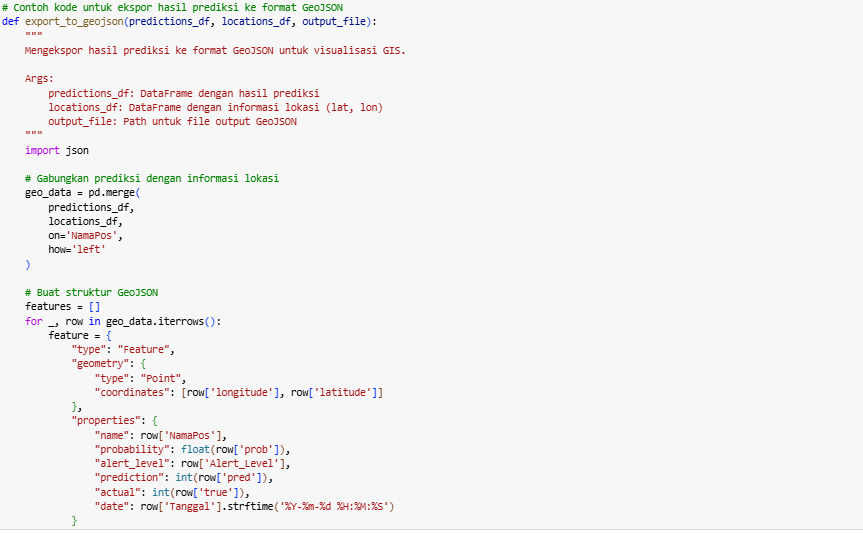 # Contoh kode untuk ekspor hasil prediksi ke format GeoJSON
def export_to_geojson(predictions_df, locations_df, output_file):
    """
    Mengekspor hasil prediksi ke format GeoJSON untuk visualisasi GIS.

    Args:
        predictions_df: DataFrame dengan hasil prediksi
        locations_df: DataFrame dengan informasi lokasi (lat, lon)
        output_file: Path untuk file output GeoJSON
    """
    import json

    # Gabungkan prediksi dengan informasi lokasi
    geo_data = pd.merge(
        predictions_df,
        locations_df,
        on='NamaPos',
        how='left'
    )

    # Buat struktur GeoJSON
    features = []
    for _, row in geo_data.iterrows():
        feature = {
            "type": "Feature",
            "geometry": {
                "type": "Point",
                "coordinates": [row['longitude'], row['latitude']]
            },
            "properties": {
                "name": row['NamaPos'],
                "probability": float(row['prob']),
                "alert_level": row['Alert_Level'],
                "prediction": int(row['pred']),
                "actual": int(row['true']),
                "date": row['Tanggal'].strftime('%Y-%m-%d %H:%M:%S')
            }